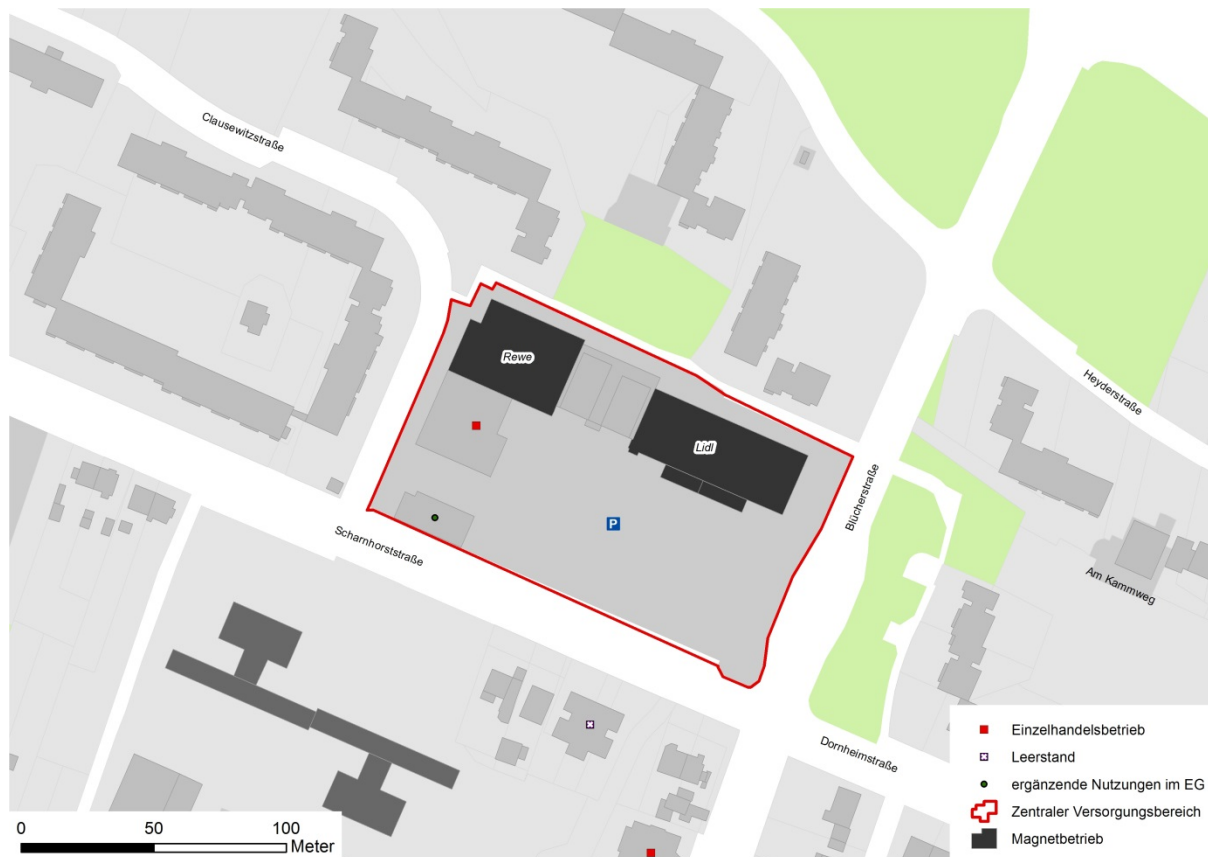 Clausewitzstraße
Rewe
Heyderstraße
Lidl
Blücherstraße
P
Scharnhorststraße
Am Kammweg
Dornheimstraße
Einzelhandelsbetrieb
Leerstand
ergänzende Nutzungen im EG
Zentraler Versorgungsbereich
Magnetbetrieb
0 50 100
Meter